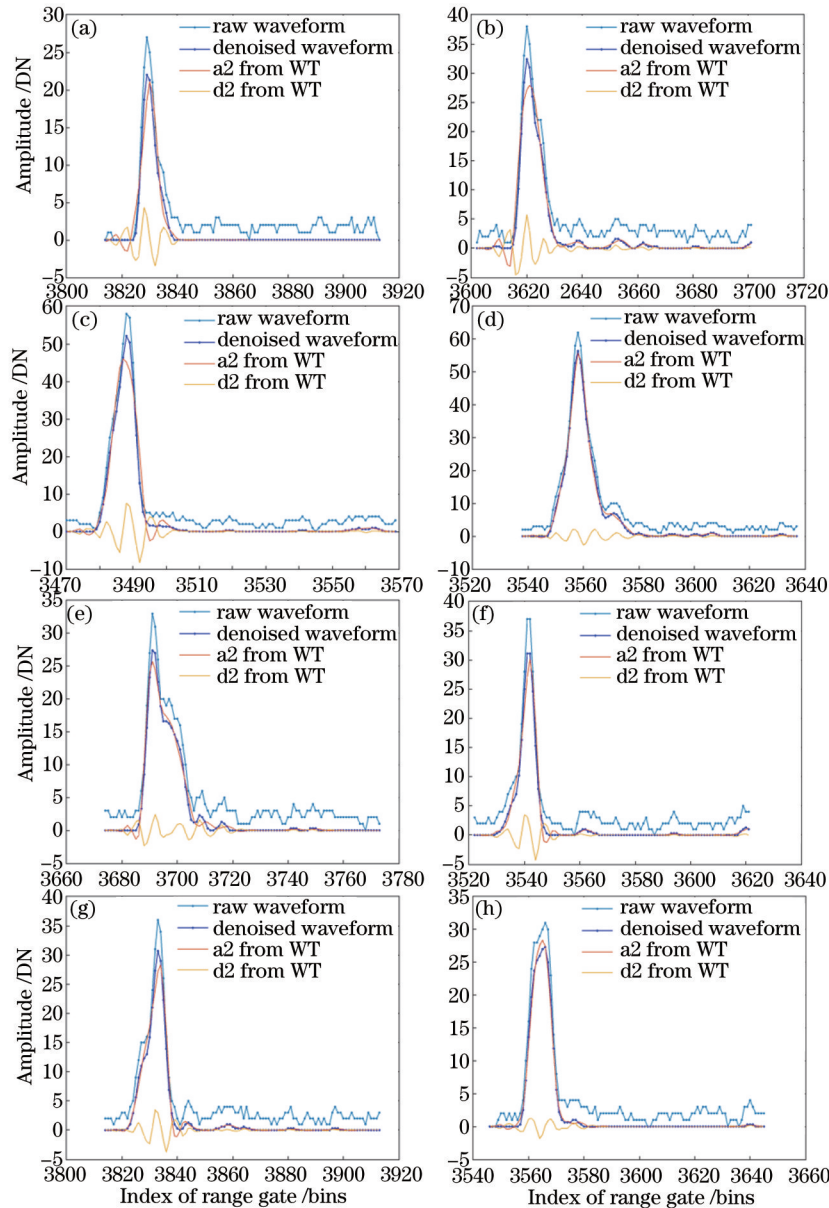 (a)
raw waveform
denoised waveform
a2 from WT
d2 from WT
Amplitude /DN
30
25
20
15
10
5
0
−5
3800 3820 3840 3860 3880 3900 3920
(b)
raw waveform
denoised waveform
a2 from WT
d2 from WT
40
35
30
25
20
15
10
5
0
−5
3600 3620 3640 3660 3680 3700 3720
(c)
raw waveform
denoised waveform
a2 from WT
d2 from WT
Amplitude /DN
60
50
40
30
20
10
0
−10
3470 3490 3510 3530 3550 3570
(d)
raw waveform
denoised waveform
a2 from WT
d2 from WT
70
60
50
40
30
20
10
0
−10
3520 3540 3560 3580 3600 3620 3640
(e)
raw waveform
denoised waveform
a2 from WT
d2 from WT
Amplitude /DN
35
30
25
20
15
10
5
0
−5
3660 3680 3700 3720 3740 3760 3780
(f)
raw waveform
denoised waveform
a2 from WT
d2 from WT
40
35
30
25
20
15
10
5
0
−5
3520 3540 3560 3580 3600 3620 3640
(g)
raw waveform
denoised waveform
a2 from WT
d2 from WT
Amplitude /DN
40
35
30
25
20
15
10
5
0
−5
3800 3820 3840 3860 3880 3900 3920
Index of range gate /bins
(h)
raw waveform
denoised waveform
a2 from WT
d2 from WT
35
30
25
20
15
10
5
0
−5
3540 3560 3580 3600 3620 3640 3660
Index of range gate /bins